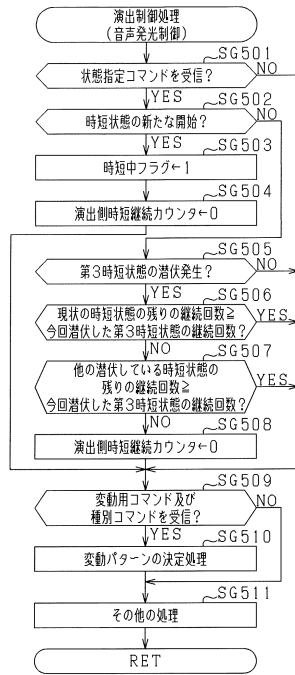 演出制御処理
(音声発光制御)
SG501
状態指定コマンドを受信?
NO
YES
SG502
時短状態の新たな開始?
NO
YES
SG503
時短中フラグ←1
SG504
演出側時短継続カウンタ←0
SG505
第3時短状態の潜伏発生?
NO
YES
SG506
現状の時短状態の残りの継続回数≧
今回潜伏した第3時短状態の継続回数?
YES
NO
SG507
他の潜伏している時短状態の
残りの継続回数≧
今回潜伏した第3時短状態の継続回数?
YES
NO
SG508
演出側時短継続カウンタ←0
SG509
変動用コマンド及び
種別コマンドを受信?
NO
YES
SG510
変動パターンの決定処理
SG511
その他の処理
RET